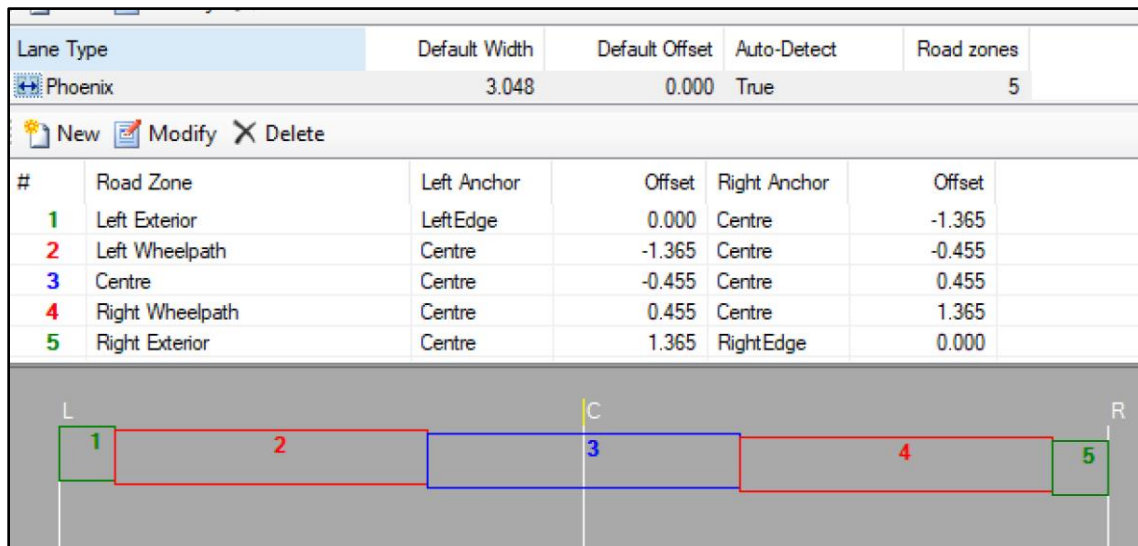 Lane Type Default Width Default Offset Auto-Detect Road zones
Phoenix 3.048 0.000 True 5
New Modify Delete
# Road Zone Left Anchor Offset Right Anchor Offset
1 Left Exterior LeftEdge 0.000 Centre -1.365
2 Left Wheelpath Centre -1.365 Centre -0.455
3 Centre Centre -0.455 Centre 0.455
4 Right Wheelpath Centre 0.455 Centre 1.365
5 Right Exterior Centre 1.365 RightEdge 0.000
L C R
1 2 3 4 5